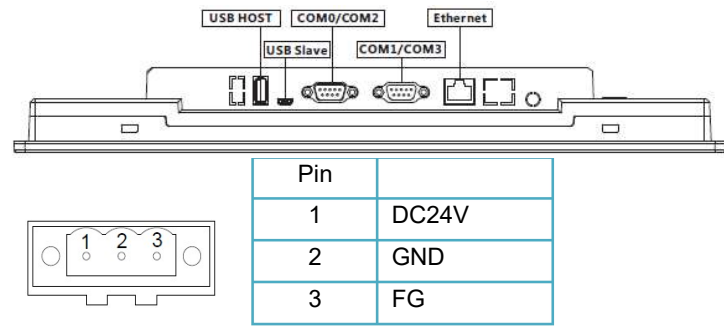 USB HOST COM0/COM2 Ethernet
USB Slave COM1/COM3
Pin
1 DC24V
2 GND
3 FG
1 2 3